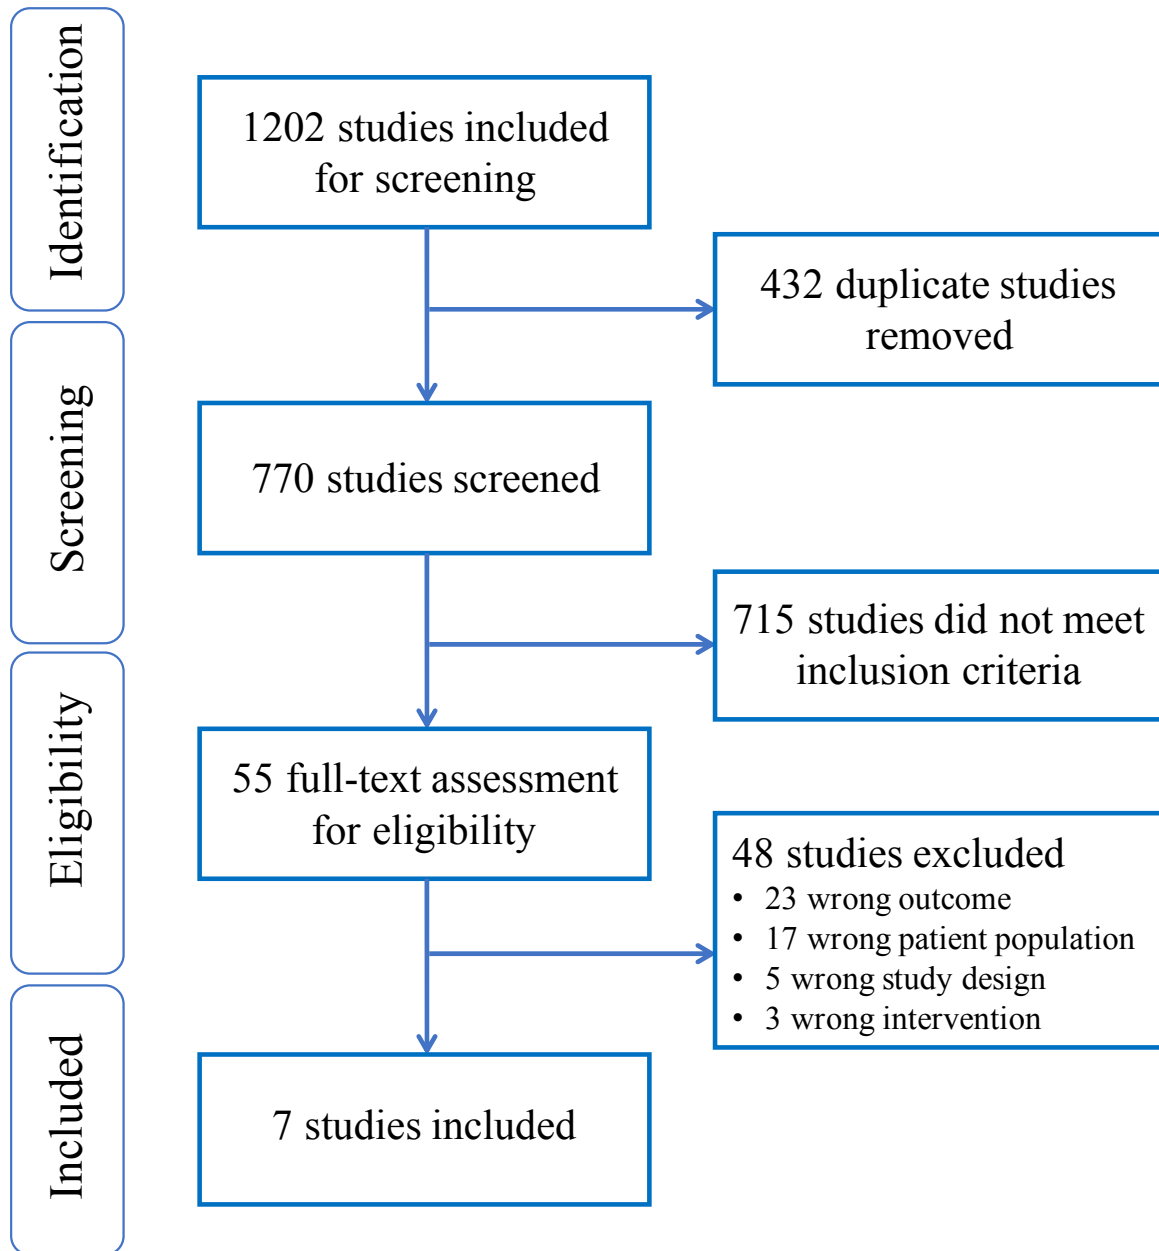 Identification
1202 studies included
for screening
432 duplicate studies
removed
Screening
770 studies screened
715 studies did not meet
inclusion criteria
Eligibility
55 full-text assessment
for eligibility
48 studies excluded
• 23 wrong outcome
• 17 wrong patient population
• 5 wrong study design
• 3 wrong intervention
Included
7 studies included